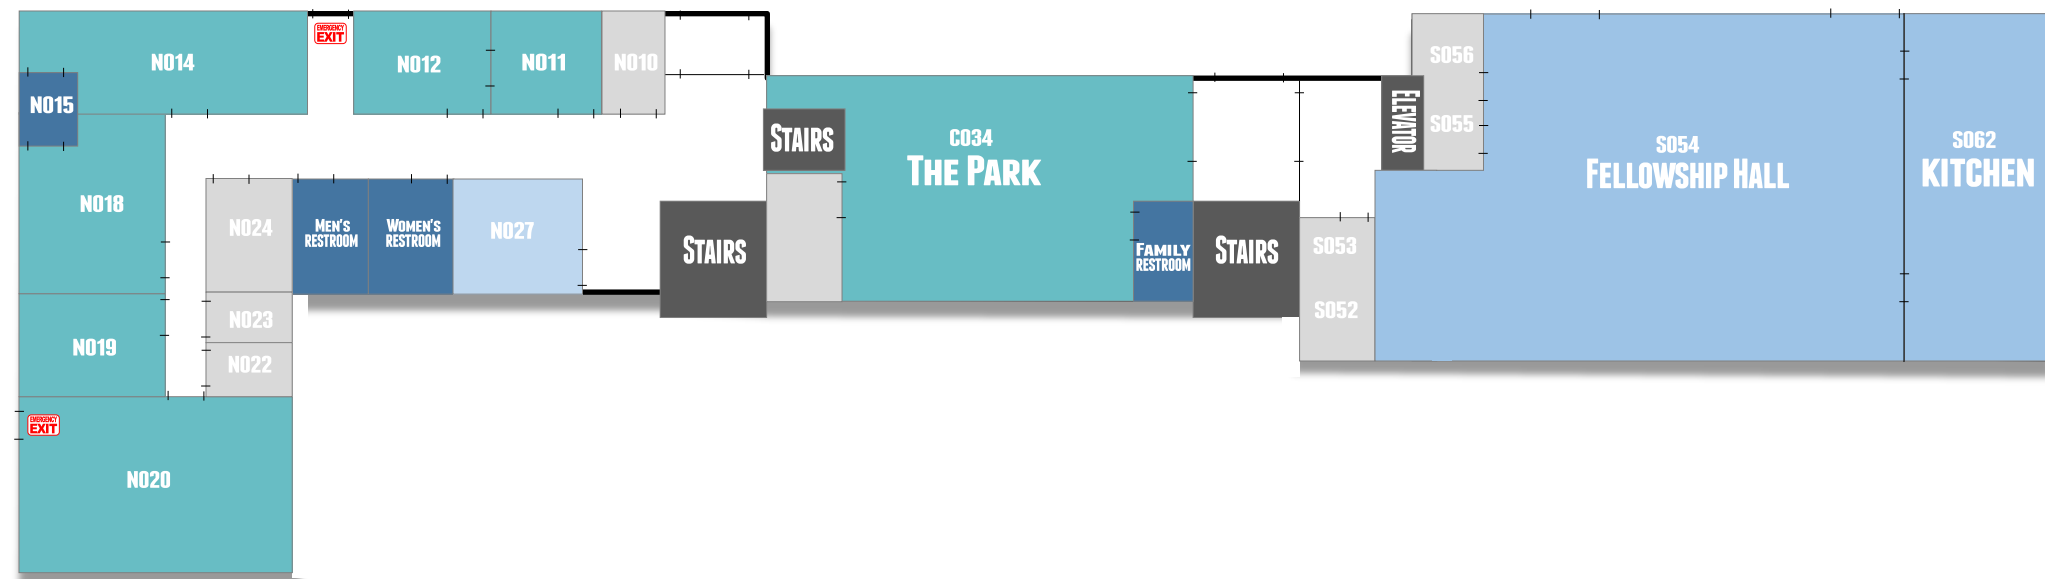 N014
EMERGENCY
EXIT
N012
N011
N010
N015
N018
N024
MEN'S
RESTROOM
WOMEN'S
RESTROOM
N027
N023
N022
N019
EMERGENCY
EXIT
N020
STAIRS
STAIRS
C034
THE PARK
FAMILY
RESTROOM
STAIRS
ELEVATOR
S056
S055
S053
S052
S054
FELLOWSHIP HALL
S062
KITCHEN